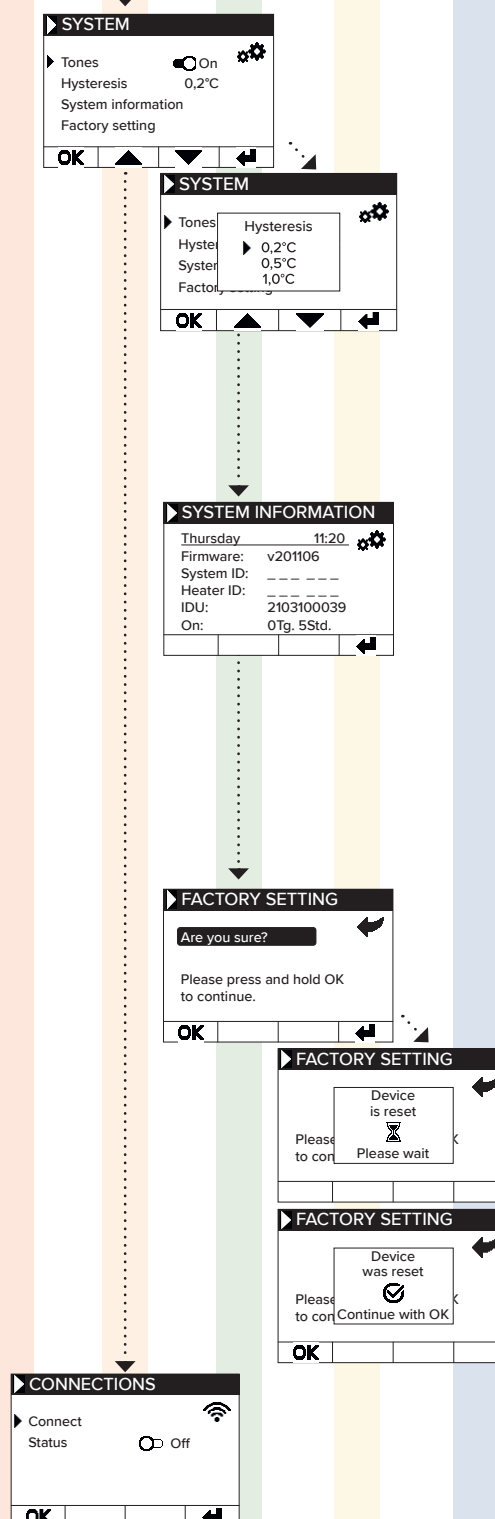 SYSTEM
Tones On
Hysteresis 0,2°C
System information
Factory setting
OK
SYSTEM
Tones
Hyster
System
Factory setting
Hysteresis
0,2°C
0,5°C
1,0°C
OK
SYSTEM INFORMATION
Thursday 11:20
Firmware: v201106
System ID: _ _ _ _ _ _
Heater ID: _ _ _ _ _ _
IDU: 2103100039
On: 0Tg. 5Std.
FACTORY SETTING
Are you sure?
Please press and hold OK
to continue.
OK
FACTORY SETTING
Device
is reset
Please wait
Please K
to con
FACTORY SETTING
Device
was reset
Continue with OK
Please K
to con
OK
CONNECTIONS
Connect
Status Off
OK